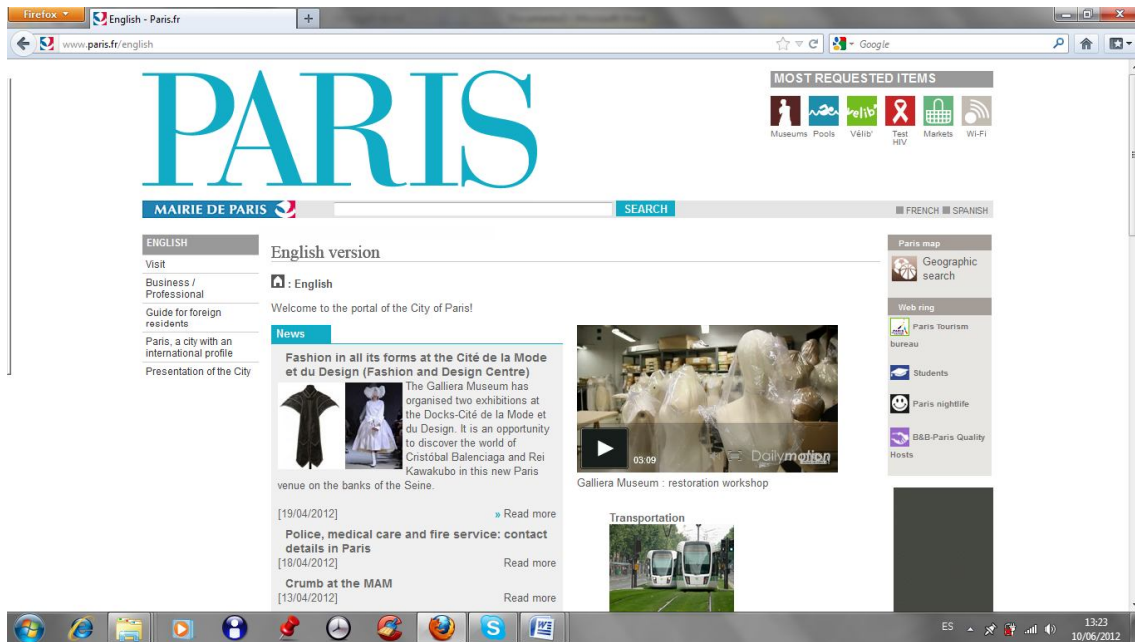 Firefox
English - Paris.fr
www.paris.fr/english
Google
PARIS
MOST REQUESTED ITEMS
velib'
Museums Pools Vélib' Test HIV Markets Wi-Fi
MAIRIE DE PARIS
SEARCH
FRENCH SPANISH
ENGLISH
Visit
Business /
Professional
Guide for foreign
residents
Paris, a city with an
international profile
Presentation of the City
English version
: English
Welcome to the portal of the City of Paris!
News
Fashion in all its forms at the Cité de la Mode
et du Design (Fashion and Design Centre)
The Galliera Museum has
organised two exhibitions at
the Docks-Cité de la Mode et
du Design. It is an opportunity
to discover the world of
Cristóbal Balenciaga and Rei
Kawakubo in this new Paris
venue on the banks of the Seine.
[19/04/2012] » Read more
Police, medical care and fire service: contact
details in Paris
[18/04/2012] Read more
Crumb at the MAM
[13/04/2012] Read more
03:09
Dailymotion
Galliera Museum : restoration workshop
Transportation
Paris map
Geographic
search
Web ring
Paris Tourism
bureau
Students
Paris nightlife
B&B-Paris Quality
Hosts
ES
13:23
10/06/2012